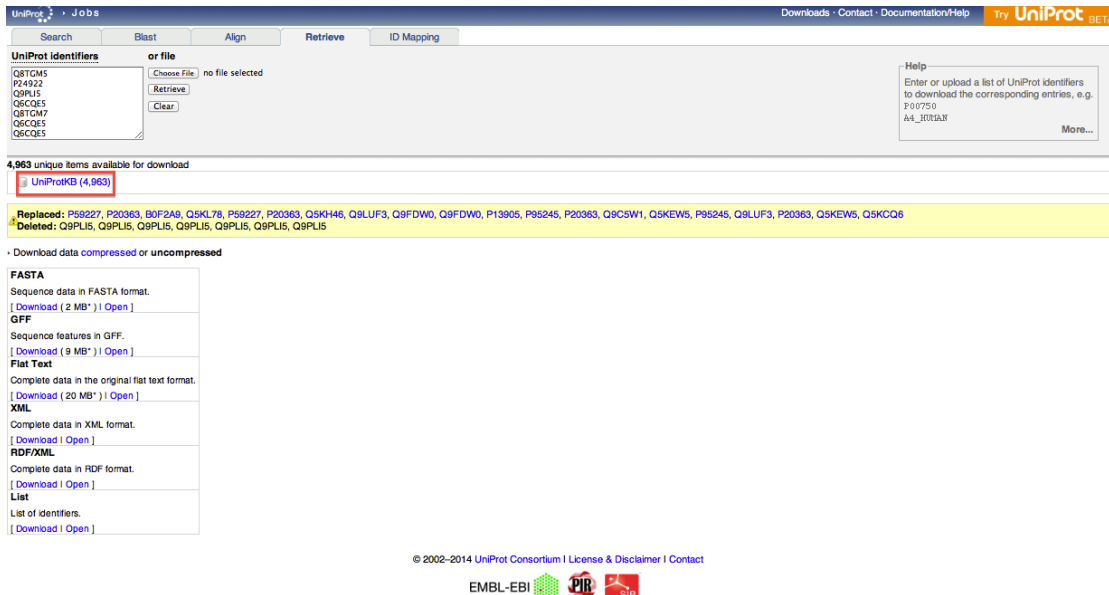 UniProt › Jobs
Downloads · Contact · Documentation/Help
Try UniProt BETA
Search Blast Align Retrieve ID Mapping
UniProt identifiers
or file
Q8TGM5
P24922
Q9PLI5
Q6CQE5
Q8TGM7
Q6CQE5
Q6CQE5
Choose File no file selected
Retrieve
Clear
Help
Enter or upload a list of UniProt identifiers
to download the corresponding entries, e.g.
P00750
A4_HUMAN
More...
4,963 unique items available for download
UniProtKB (4,963)
Replaced: P59227, P20363, B0F2A9, Q5KL78, P59227, P20363, Q5KH46, Q9LUF3, Q9FDW0, Q9FDW0, P13905, P95245, P20363, Q9C5W1, Q5KEW5, P95245, Q9LUF3, P20363, Q5KEW5, Q5KCQ6
Deleted: Q9PLI5, Q9PLI5, Q9PLI5, Q9PLI5, Q9PLI5, Q9PLI5, Q9PLI5
› Download data compressed or uncompressed
FASTA
Sequence data in FASTA format.
[ Download ( 2 MB* ) | Open ]
GFF
Sequence features in GFF.
[ Download ( 9 MB* ) | Open ]
Flat Text
Complete data in the original flat text format.
[ Download ( 20 MB* ) | Open ]
XML
Complete data in XML format.
[ Download | Open ]
RDF/XML
Complete data in RDF format.
[ Download | Open ]
List
List of identifiers.
[ Download | Open ]
© 2002–2014 UniProt Consortium | License & Disclaimer | Contact
EMBL-EBI PIR SIB